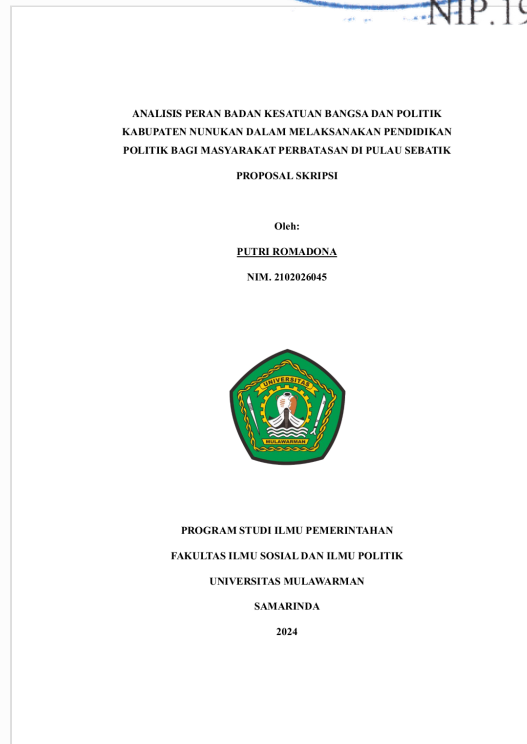 NIP.19
ANALISIS PERAN BADAN KESATUAN BANGSA DAN POLITIK
KABUPATEN NUNUKAN DALAM MELAKSANAKAN PENDIDIKAN
POLITIK BAGI MASYARAKAT PERBATASAN DI PULAU SEBATIK
PROPOSAL SKRIPSI
Oleh:
PUTRI ROMADONA
NIM. 2102026045
UNIVERSITAS
MULAWARMAN
PROGRAM STUDI ILMU PEMERINTAHAN
FAKULTAS ILMU SOSIAL DAN ILMU POLITIK
UNIVERSITAS MULAWARMAN
SAMARINDA
2024